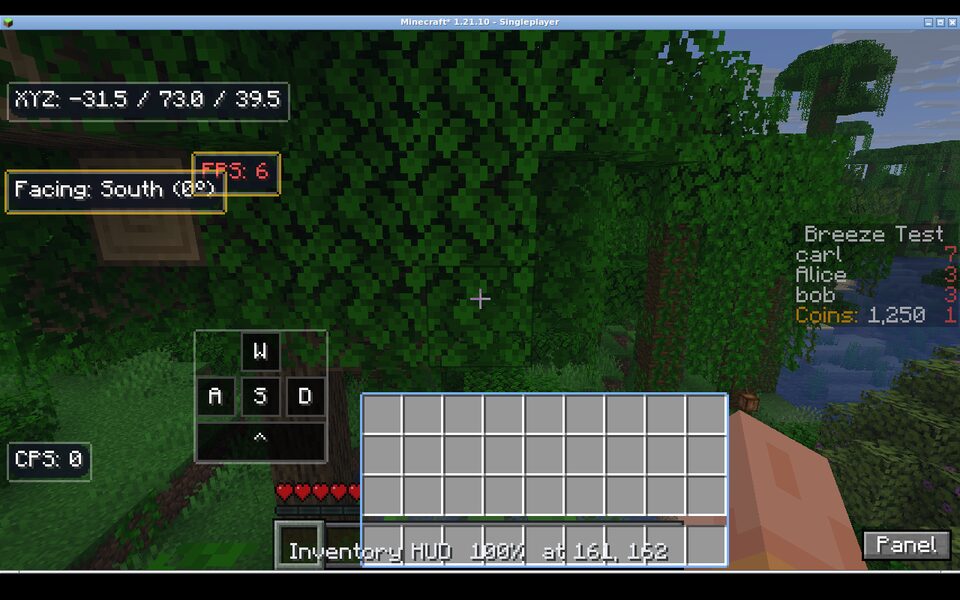 Minecraft* 1.21.10 - Singleplayer
XYZ: -31.5 / 73.0 / 39.5
FPS: 6
Facing: South (0°)
Breeze Test
carl 7
Alice 3
bob 3
Coins: 1,250 1
W
A S D
^
CPS: 0
Inventory HUD 100% at 161, 162
Panel